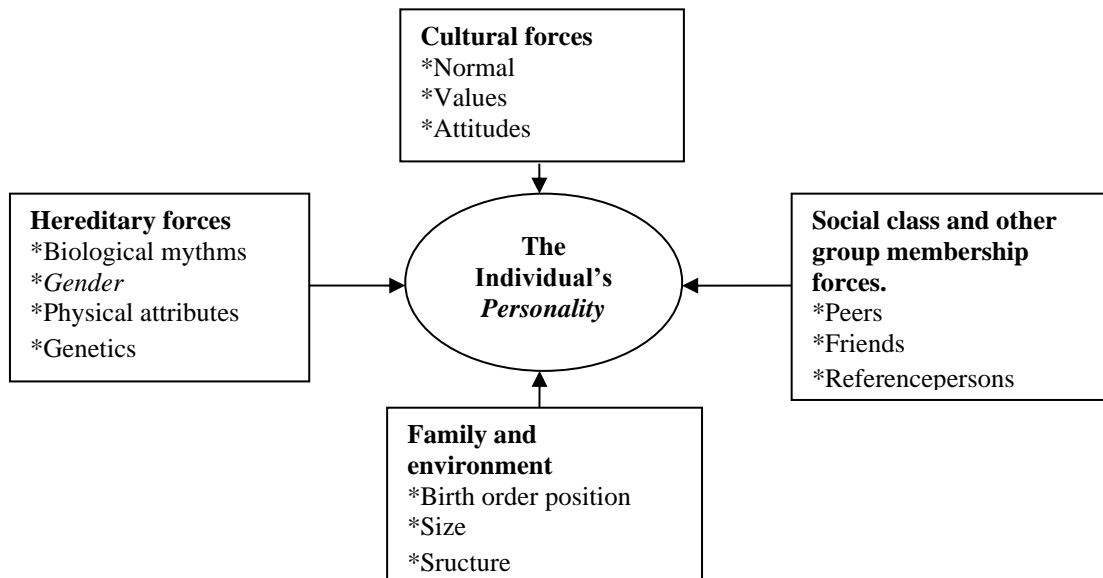 Cultural forces
*Normal
*Values
*Attitudes
Hereditary forces
*Biological mythms
*Gender
*Physical attributes
*Genetics
The
Individual’s
Personality
Social class and other
group membership
forces.
*Peers
*Friends
*Referencepersons
Family and
environment
*Birth order position
*Size
*Sructure